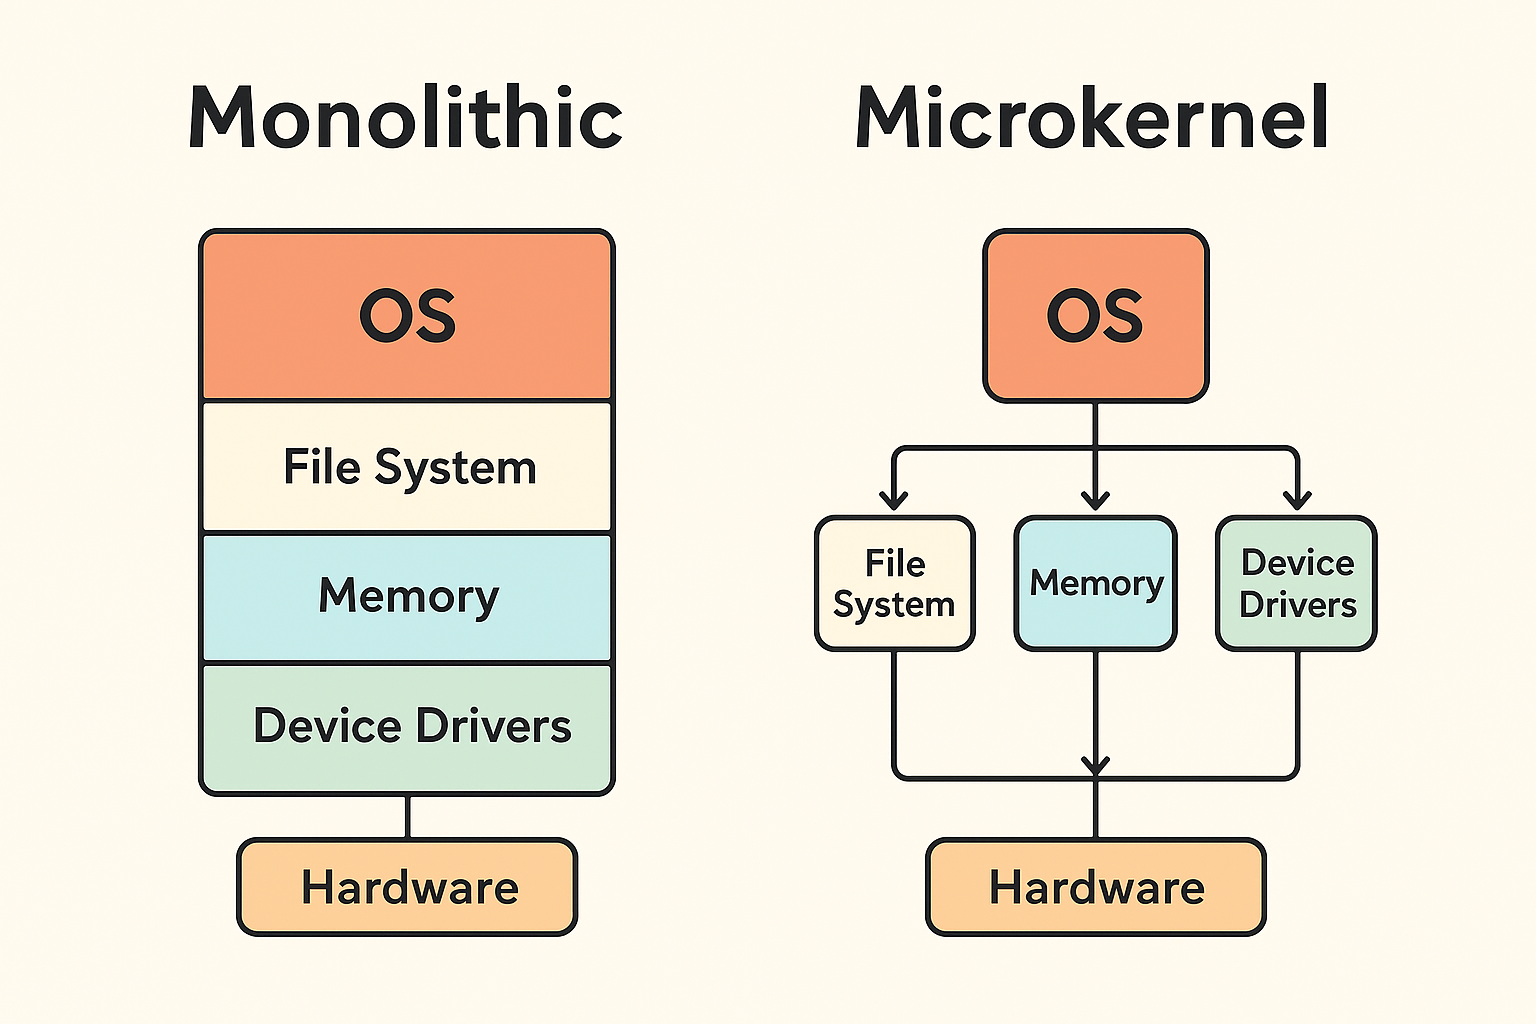 Monolithic
OS
File System
Memory
Device Drivers
Hardware
Microkernel
OS
File
System
Memory
Device
Drivers
Hardware